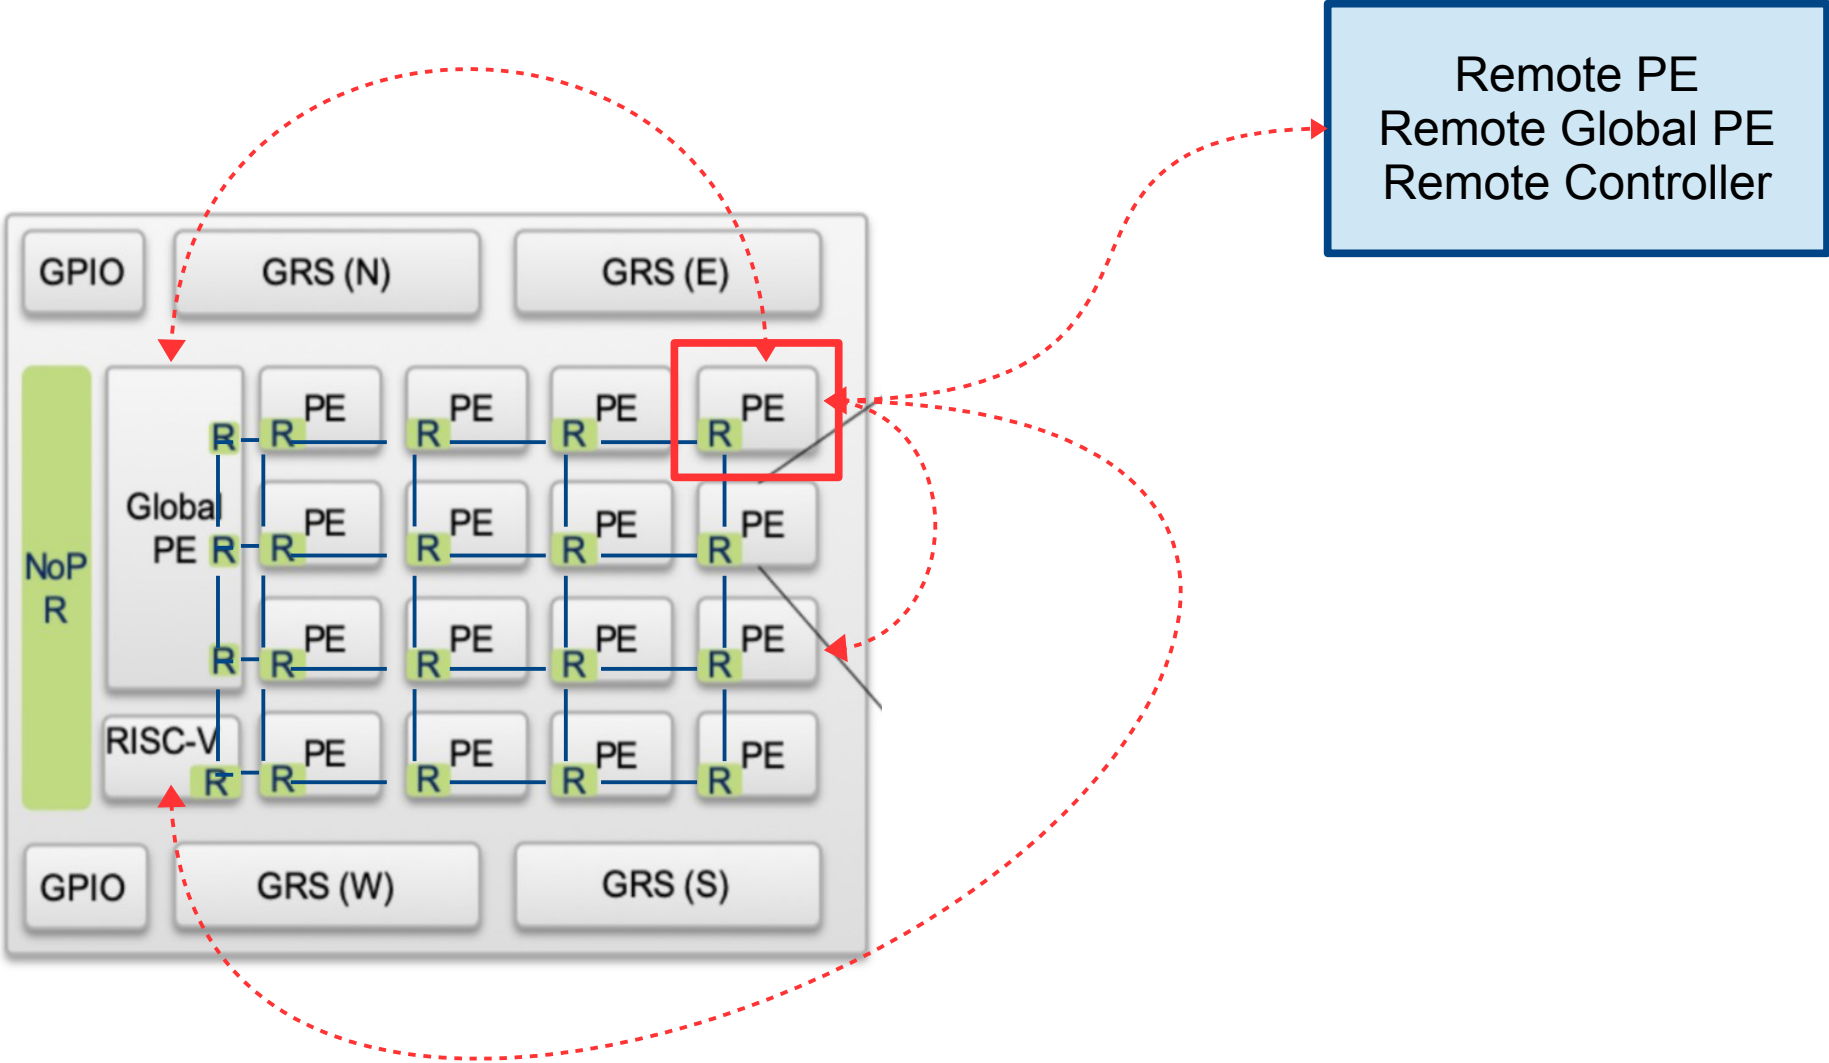 Remote PE
Remote Global PE
Remote Controller
GPIO
GRS (N)
GRS (E)
NoP
R
Global
PE
R
R
R
RISC-V
R
PE
R
PE
R
PE
R
PE
R
PE
R
PE
R
PE
R
PE
R
PE
R
PE
R
PE
R
PE
R
PE
R
PE
R
PE
R
PE
R
GPIO
GRS (W)
GRS (S)